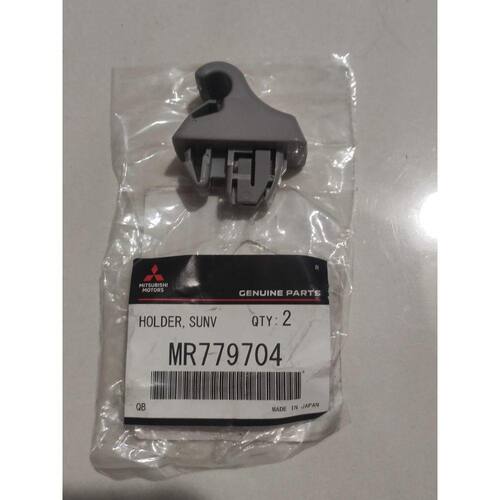 R
MITSUBISHI
MOTORS
GENUINE PARTS
HOLDER, SUNV QTY: 2
MR779704
QB MADE IN JAPAN